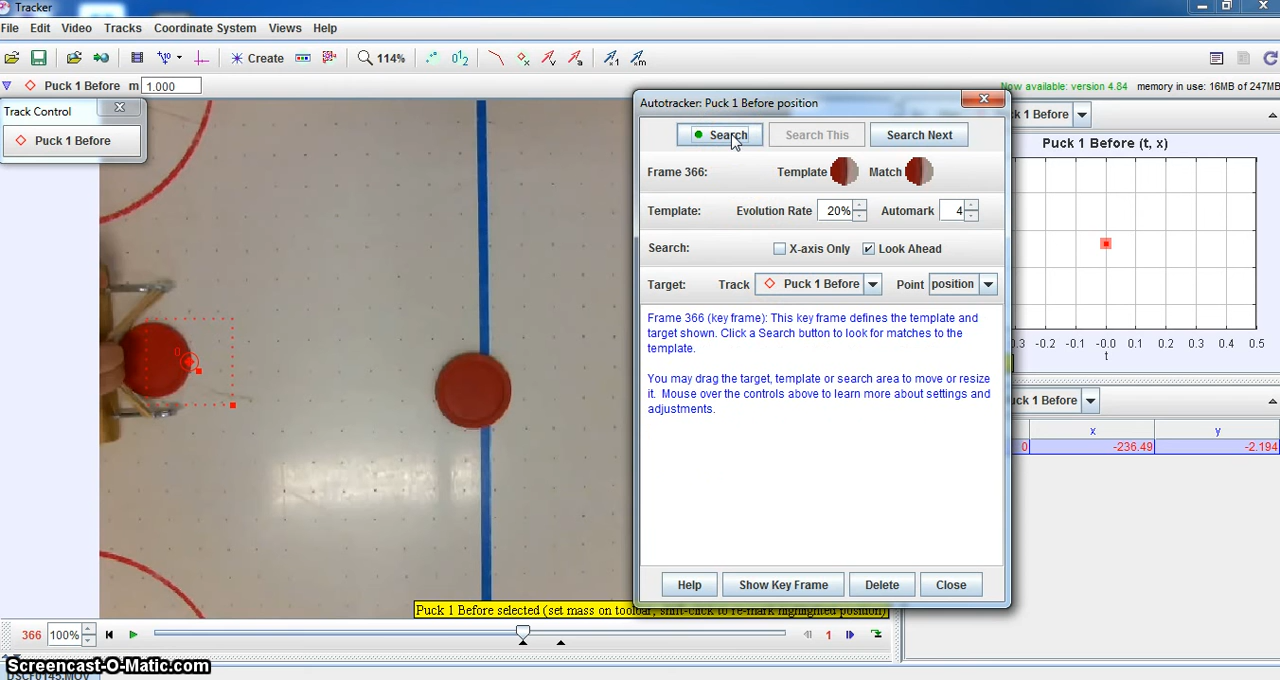 Tracker
File Edit Video Tracks Coordinate System Views Help
Create 114%
Puck 1 Before m 1.000
Now available: version 4.84 memory in use: 16MB of 247MB
Track Control
Puck 1 Before
Autotracker: Puck 1 Before position
Search Search This Search Next
Frame 366: Template Match
Template: Evolution Rate 20% Automark 4
Search: X-axis Only Look Ahead
Target: Track Puck 1 Before Point position
Frame 366 (key frame): This key frame defines the template and
target shown. Click a Search button to look for matches to the
template.
You may drag the target, template or search area to move or resize
it. Mouse over the controls above to learn more about settings and
adjustments.
Help Show Key Frame Delete Close
k 1 Before
Puck 1 Before (t, x)
0.3 -0.2 -0.1 -0.0 0.1 0.2 0.3 0.4 0.5
t
uck 1 Before
x y
0 -236.49 -2.194
0
Puck 1 Before selected (set mass on toolbar, shift-click to re-mark highlighted position)
366 100% 1
Screencast-O-Matic.com
DSCF0145.MOV